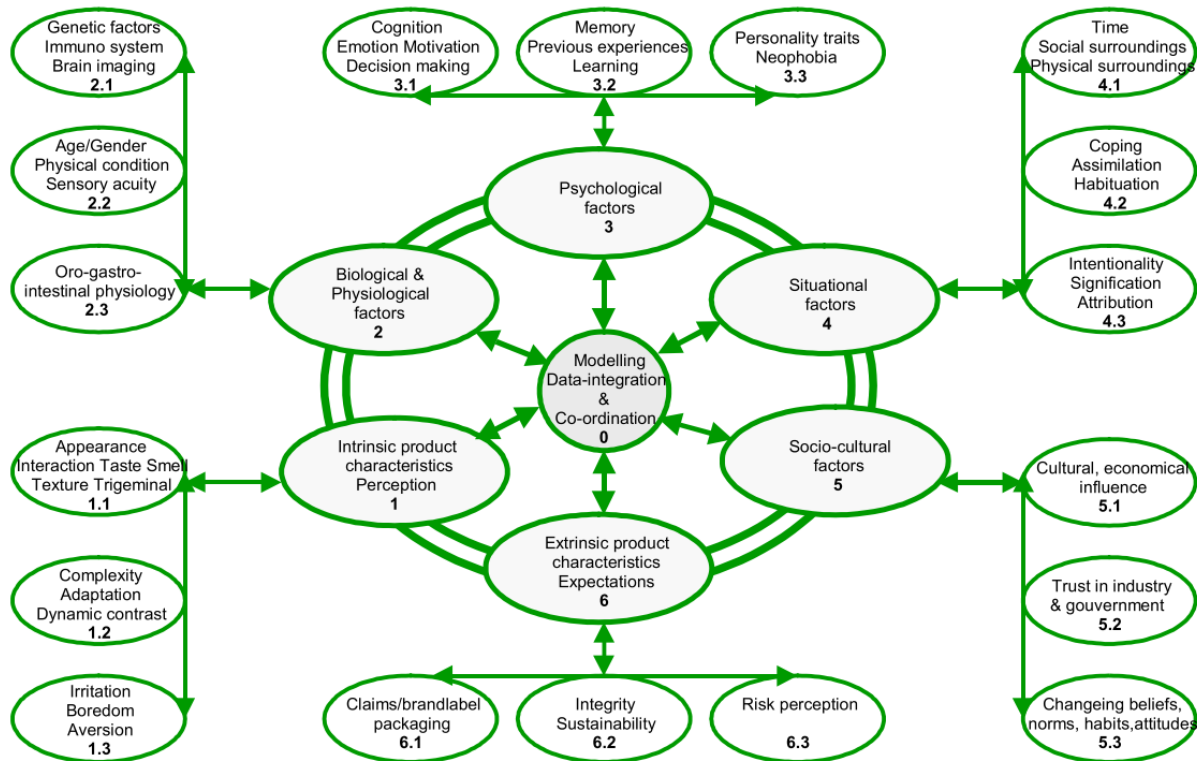 Genetic factors
Immuno system
Brain imaging
2.1
Cognition
Emotion Motivation
Decision making
3.1
Memory
Previous experiences
Learning
3.2
Personality traits
Neophobia
3.3
Time
Social surroundings
Physical surroundings
4.1
Age/Gender
Physical condition
Sensory acuity
2.2
Psychological
factors
3
Coping
Assimilation
Habituation
4.2
Oro-gastro-
intestinal physiology
2.3
Biological &
Physiological
factors
2
Situational
factors
4
Intentionality
Signification
Attribution
4.3
Modelling
Data-integration
&
Co-ordination
0
Appearance
Interaction Taste Smell
Texture Trigeminal
1.1
Intrinsic product
characteristics
Perception
1
Socio-cultural
factors
5
Cultural, economical
influence
5.1
Complexity
Adaptation
Dynamic contrast
1.2
Extrinsic product
characteristics
Expectations
6
Trust in industry
& gouvernment
5.2
Irritation
Boredom
Aversion
1.3
Claims/brandlabel
packaging
6.1
Integrity
Sustainability
6.2
Risk perception
6.3
Changeing beliefs,
norms, habits,attitudes
5.3